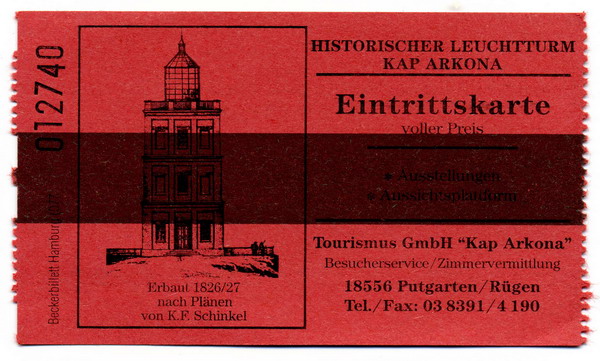 012740
Beckerbillett Hamburg 077
Erbaut 1826/27
nach Plänen
von K.F. Schinkel
HISTORISCHER LEUCHTTURM
KAP ARKONA
Eintrittskarte
voller Preis
Ausstellungen
Aussichtsplattform
Tourismus GmbH "Kap Arkona"
Besucherservice/Zimmervermittlung
18556 Putgarten/Rügen
Tel./Fax: 03 8391/4 190